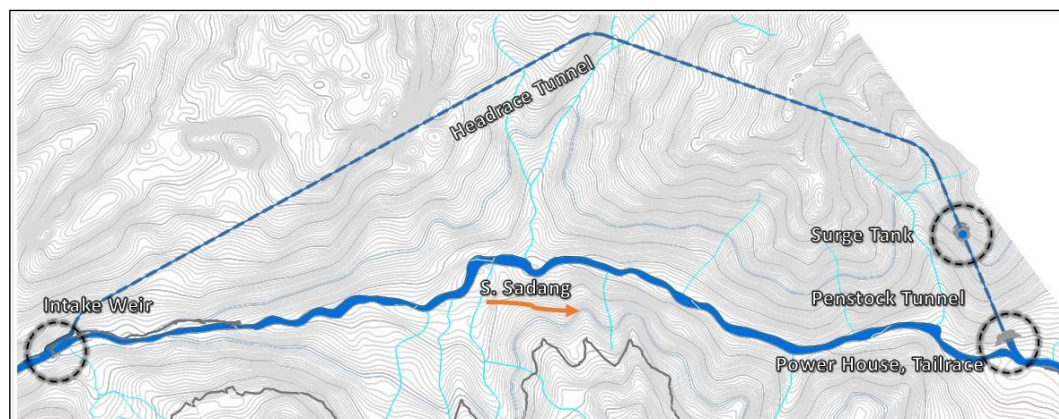 Headrace Tunnel
Surge Tank
S. Sadang
Intake Weir
Penstock Tunnel
Power House, Tailrace